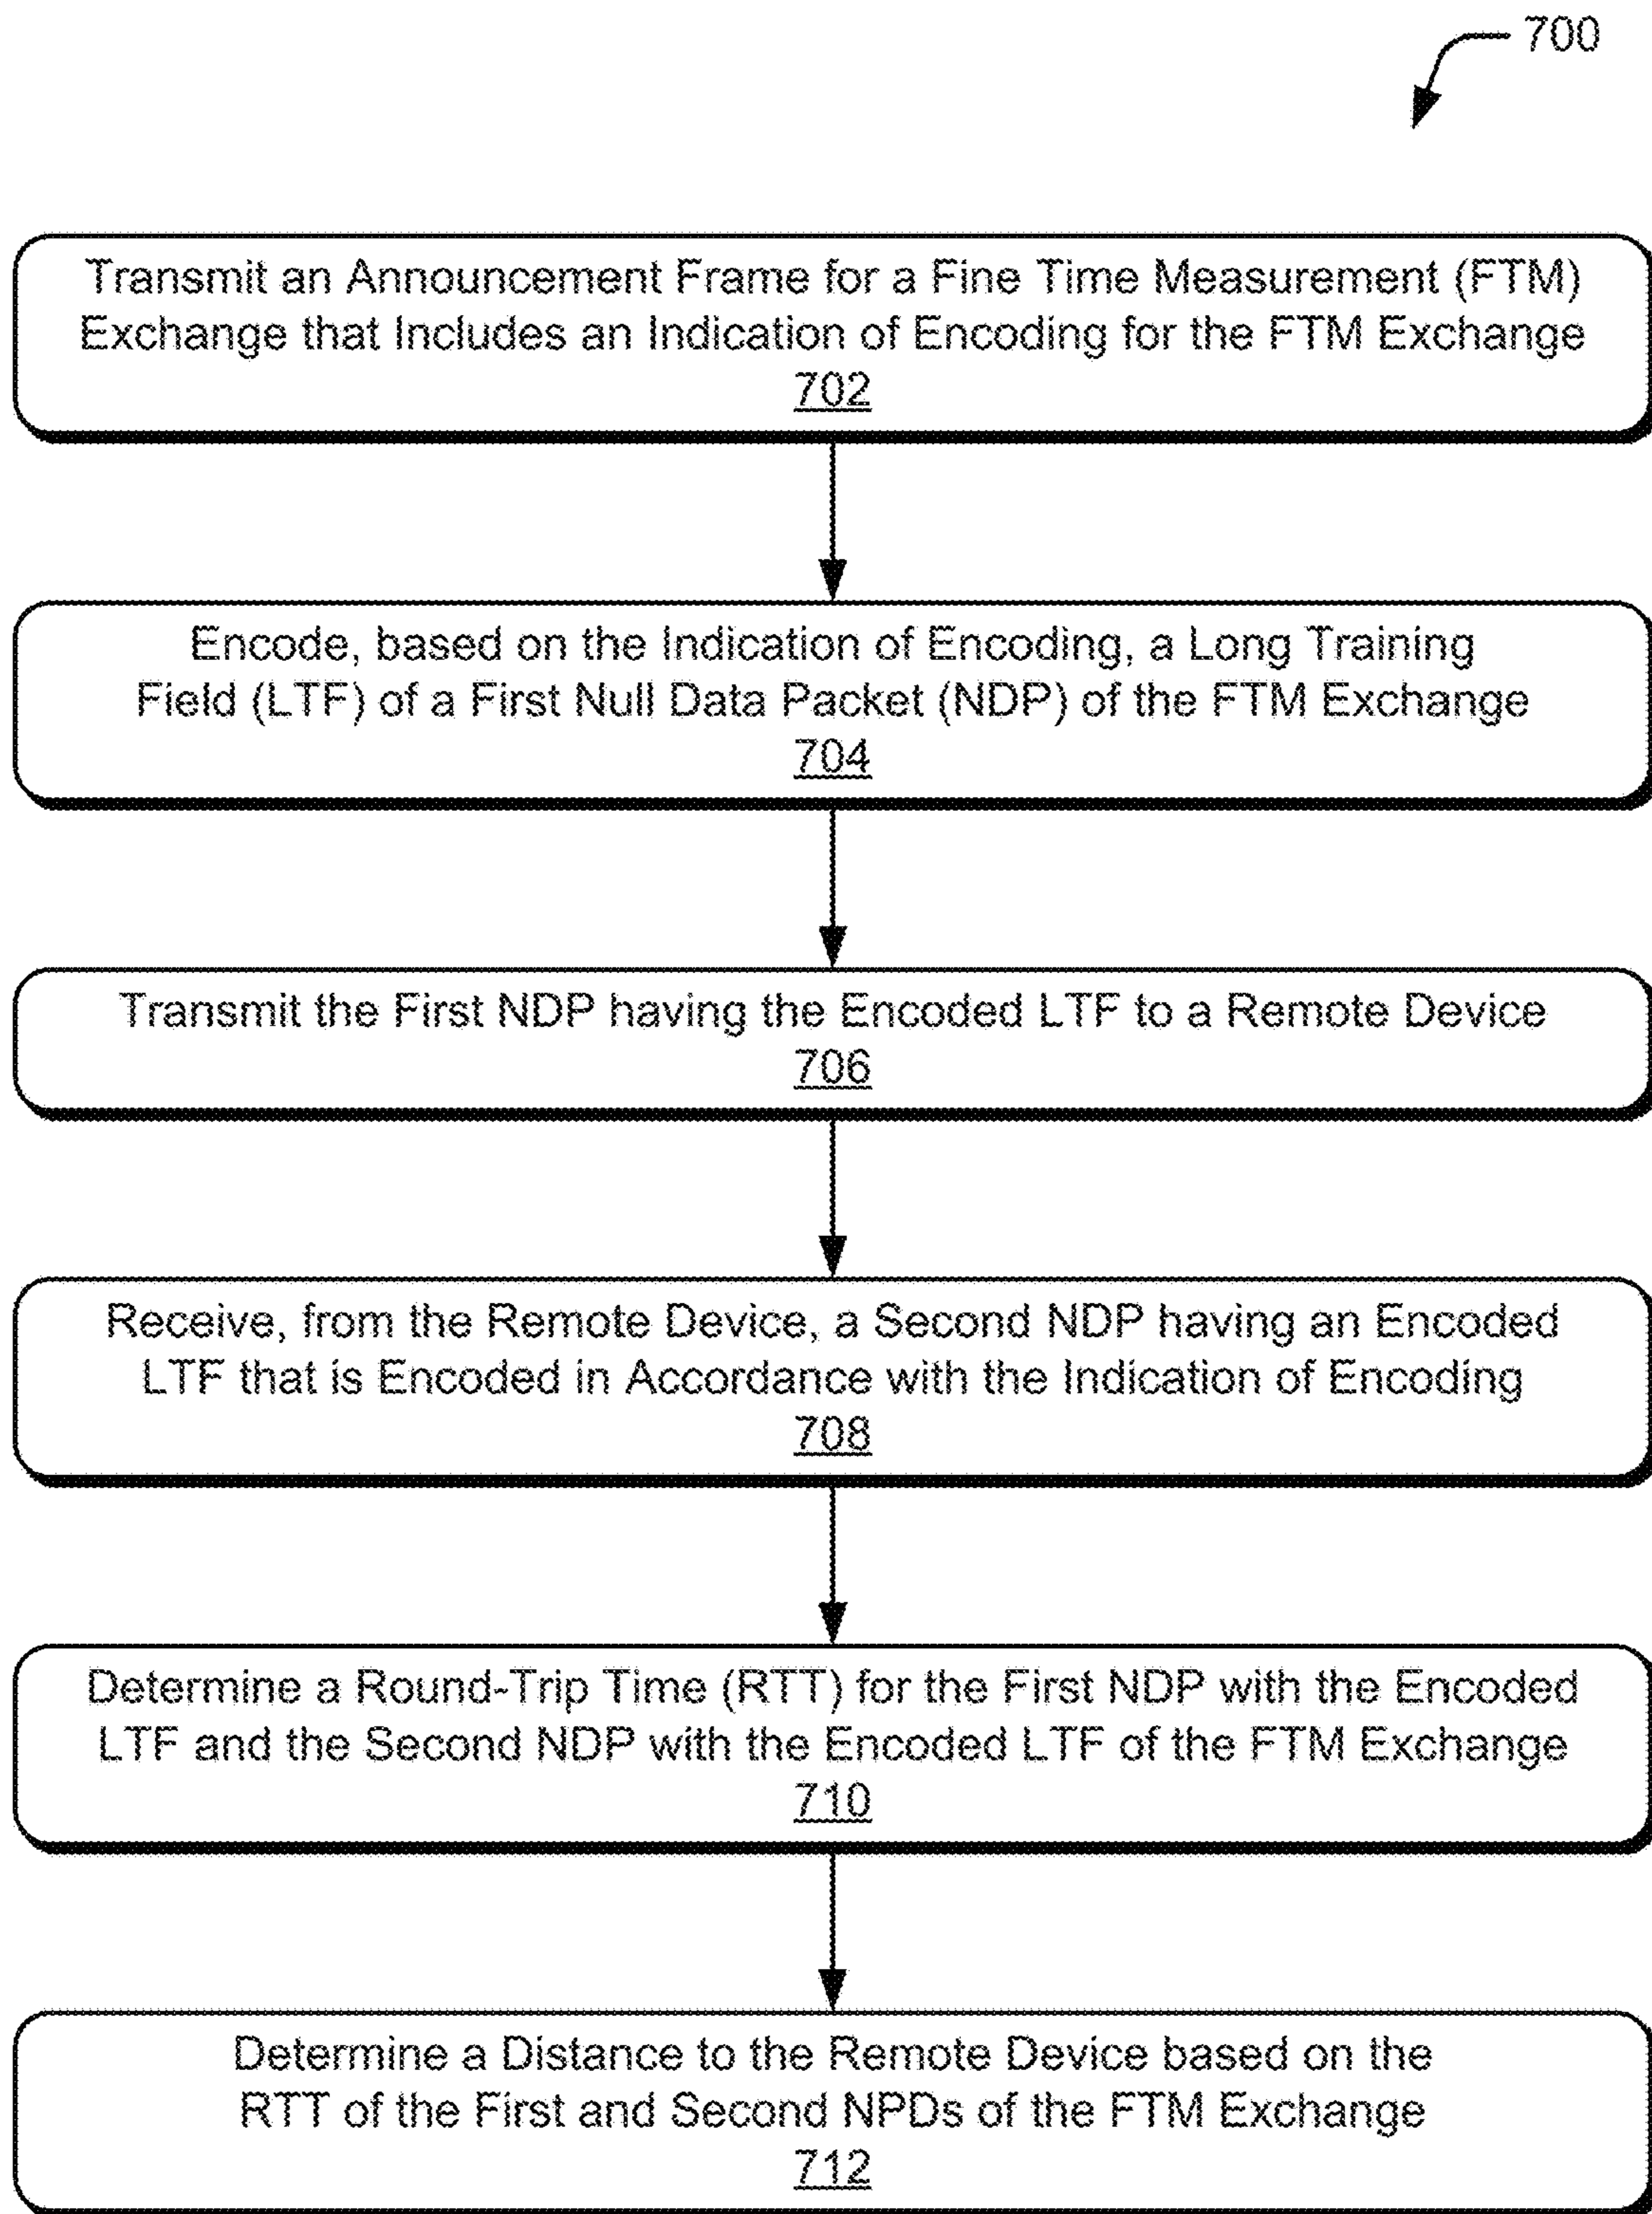 700
Transmit an Announcement Frame for a Fine Time Measurement (FTM)
Exchange that Includes an Indication of Encoding for the FTM Exchange
702
Encode, based on the Indication of Encoding, a Long Training
Field (LTF) of a First Null Data Packet (NDP) of the FTM Exchange
704
Transmit the First NDP having the Encoded LTF to a Remote Device
706
Receive, from the Remote Device, a Second NDP having an Encoded
LTF that is Encoded in Accordance with the Indication of Encoding
708
Determine a Round-Trip Time (RTT) for the First NDP with the Encoded
LTF and the Second NDP with the Encoded LTF of the FTM Exchange
710
Determine a Distance to the Remote Device based on the
RTT of the First and Second NPDs of the FTM Exchange
712